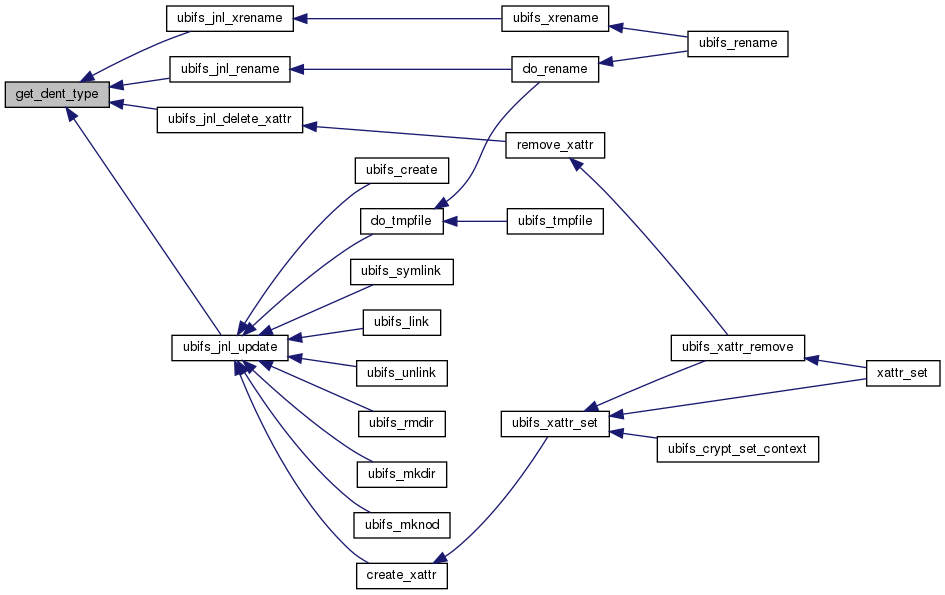 ubifs_jnl_xrename
ubifs_xrename
ubifs_rename
ubifs_jnl_rename
do_rename
get_dent_type
ubifs_jnl_delete_xattr
remove_xattr
ubifs_create
do_tmpfile
ubifs_tmpfile
ubifs_symlink
ubifs_link
ubifs_jnl_update
ubifs_xattr_remove
ubifs_unlink
xattr_set
ubifs_rmdir
ubifs_xattr_set
ubifs_crypt_set_context
ubifs_mkdir
ubifs_mknod
create_xattr